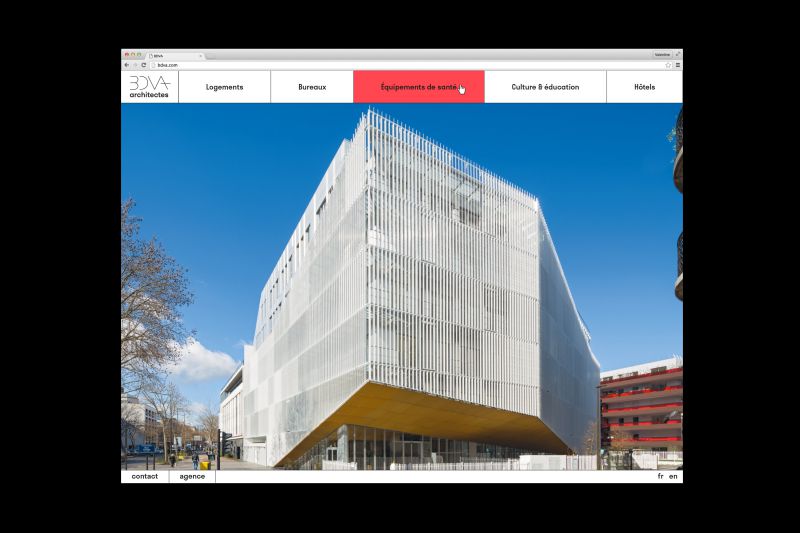 BDVA
Valentine
bdva.com
BDVA
architectes
Logements
Bureaux
Équipements de santé
Culture & éducation
Hôtels
contact
agence
fr
en